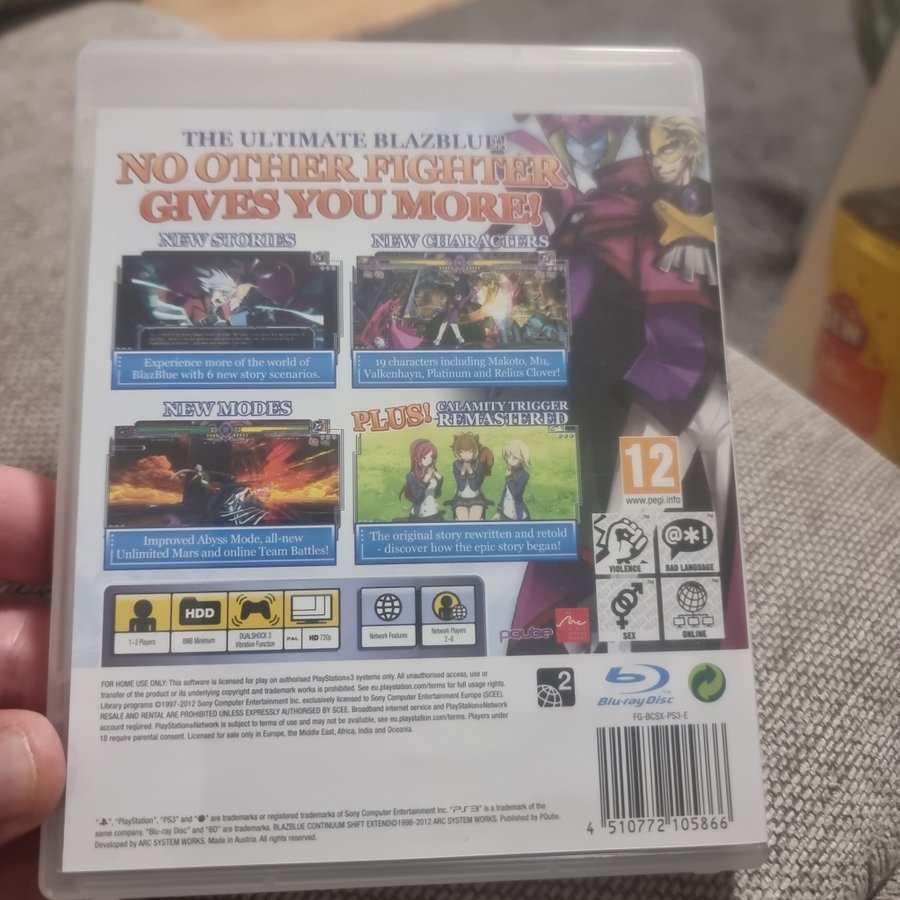 THE ULTIMATE BLAZBLUE!
NO OTHER FIGHTER
GIVES YOU MORE!
NEW STORIES
NEW CHARACTERS
Experience more of the world of
BlazBlue with 6 new story scenarios.
19 characters including Makoto, Mu,
Valkenhayn, Platinum and Relius Clover!
NEW MODES
PLUS! CALAMITY TRIGGER
REMASTERED
Improved Abyss Mode, all-new
Unlimited Mars and online Team Battles!
The original story rewritten and retold
- discover how the epic story began!
12
www.pegi.info
VIOLENCE
@*!
BAD LANGUAGE
SEX
ONLINE
1-2 Players
HDD
8MB Minimum
DUALSHOCK 3
Vibration Function
PAL
HD 720p
Network Features
Network Players
2-6
PQube
ARC
SYSTEM
WORKS
FOR HOME USE ONLY: This software is licensed for play on authorised PlayStation®3 systems only. All unauthorised access, use or
transfer of the product or its underlying copyright and trademark works is prohibited. See eu.playstation.com/terms for full usage rights.
Library programs ©1997-2012 Sony Computer Entertainment Inc. exclusively licensed to Sony Computer Entertainment Europe (SCEE).
RESALE AND RENTAL ARE PROHIBITED UNLESS EXPRESSLY AUTHORISED BY SCEE. Broadband internet service and PlayStation®Network
account required. PlayStation®Network is subject to terms of use and may not be available, see eu.playstation.com/terms. Players under
18 require parental consent. Licensed for sale only in Europe, the Middle East, Africa, India and Oceania.
2
Blu-ray Disc
FG-BCSX-PS3-E
"PlayStation", "PS3" and " " are trademarks or registered trademarks of Sony Computer Entertainment Inc. "PS3" is a trademark of the
same company. "Blu-ray Disc" and "BD" are trademarks. BLAZBLUE CONTINUUM SHIFT EXTEND©1996-2012 ARC SYSTEM WORKS. Published by PQube.
Developed by ARC SYSTEM WORKS. Made in Austria. All rights reserved.
4 510772 105866